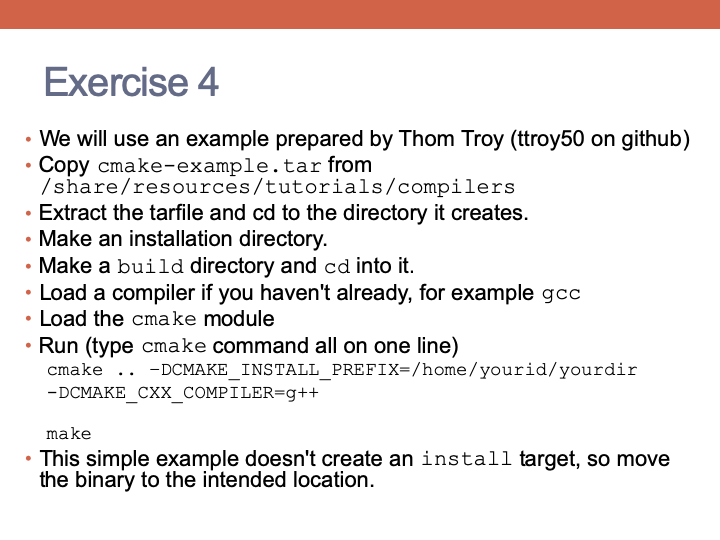 Exercise 4
• We will use an example prepared by Thom Troy (ttroy50 on github)
• Copy cmake-example.tar from
/share/resources/tutorials/compilers
• Extract the tarfile and cd to the directory it creates.
• Make an installation directory.
• Make a build directory and cd into it.
• Load a compiler if you haven't already, for example gcc
• Load the cmake module
• Run (type cmake command all on one line)
cmake .. –DCMAKE_INSTALL_PREFIX=/home/yourid/yourdir
-DCMAKE_CXX_COMPILER=g++
make
• This simple example doesn't create an install target, so move
the binary to the intended location.